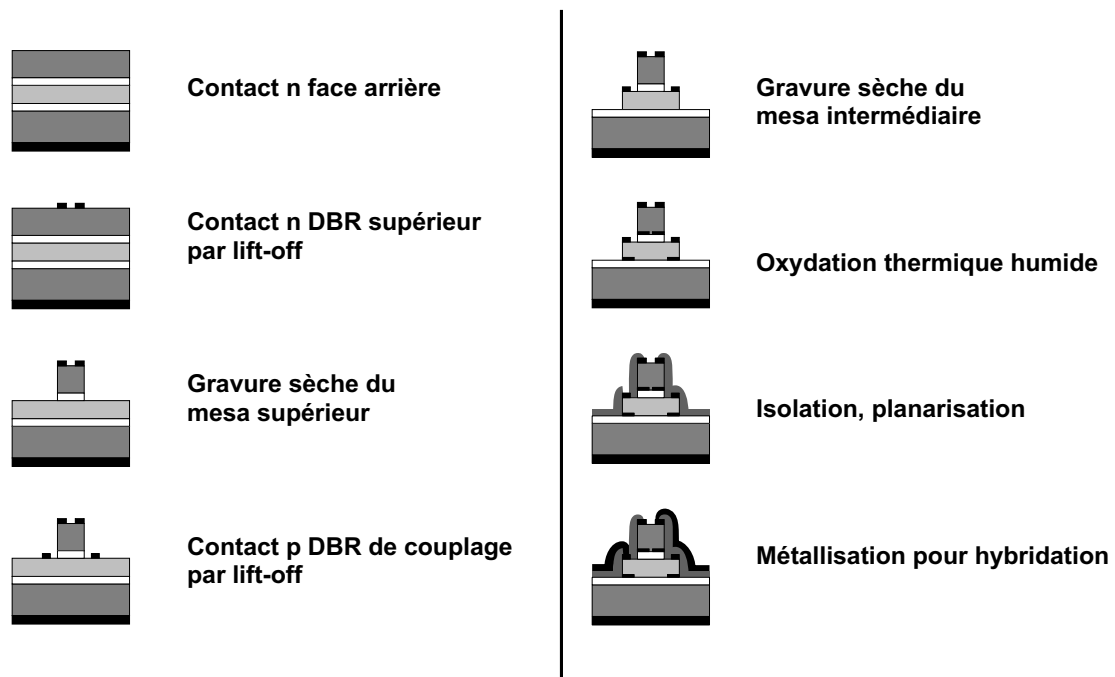 Contact n face arrière
Contact n DBR supérieur
par lift-off
Gravure sèche du
mesa supérieur
Contact p DBR de couplage
par lift-off
Gravure sèche du
mesa intermédiaire
Oxydation thermique humide
Isolation, planarisation
Métallisation pour hybridation